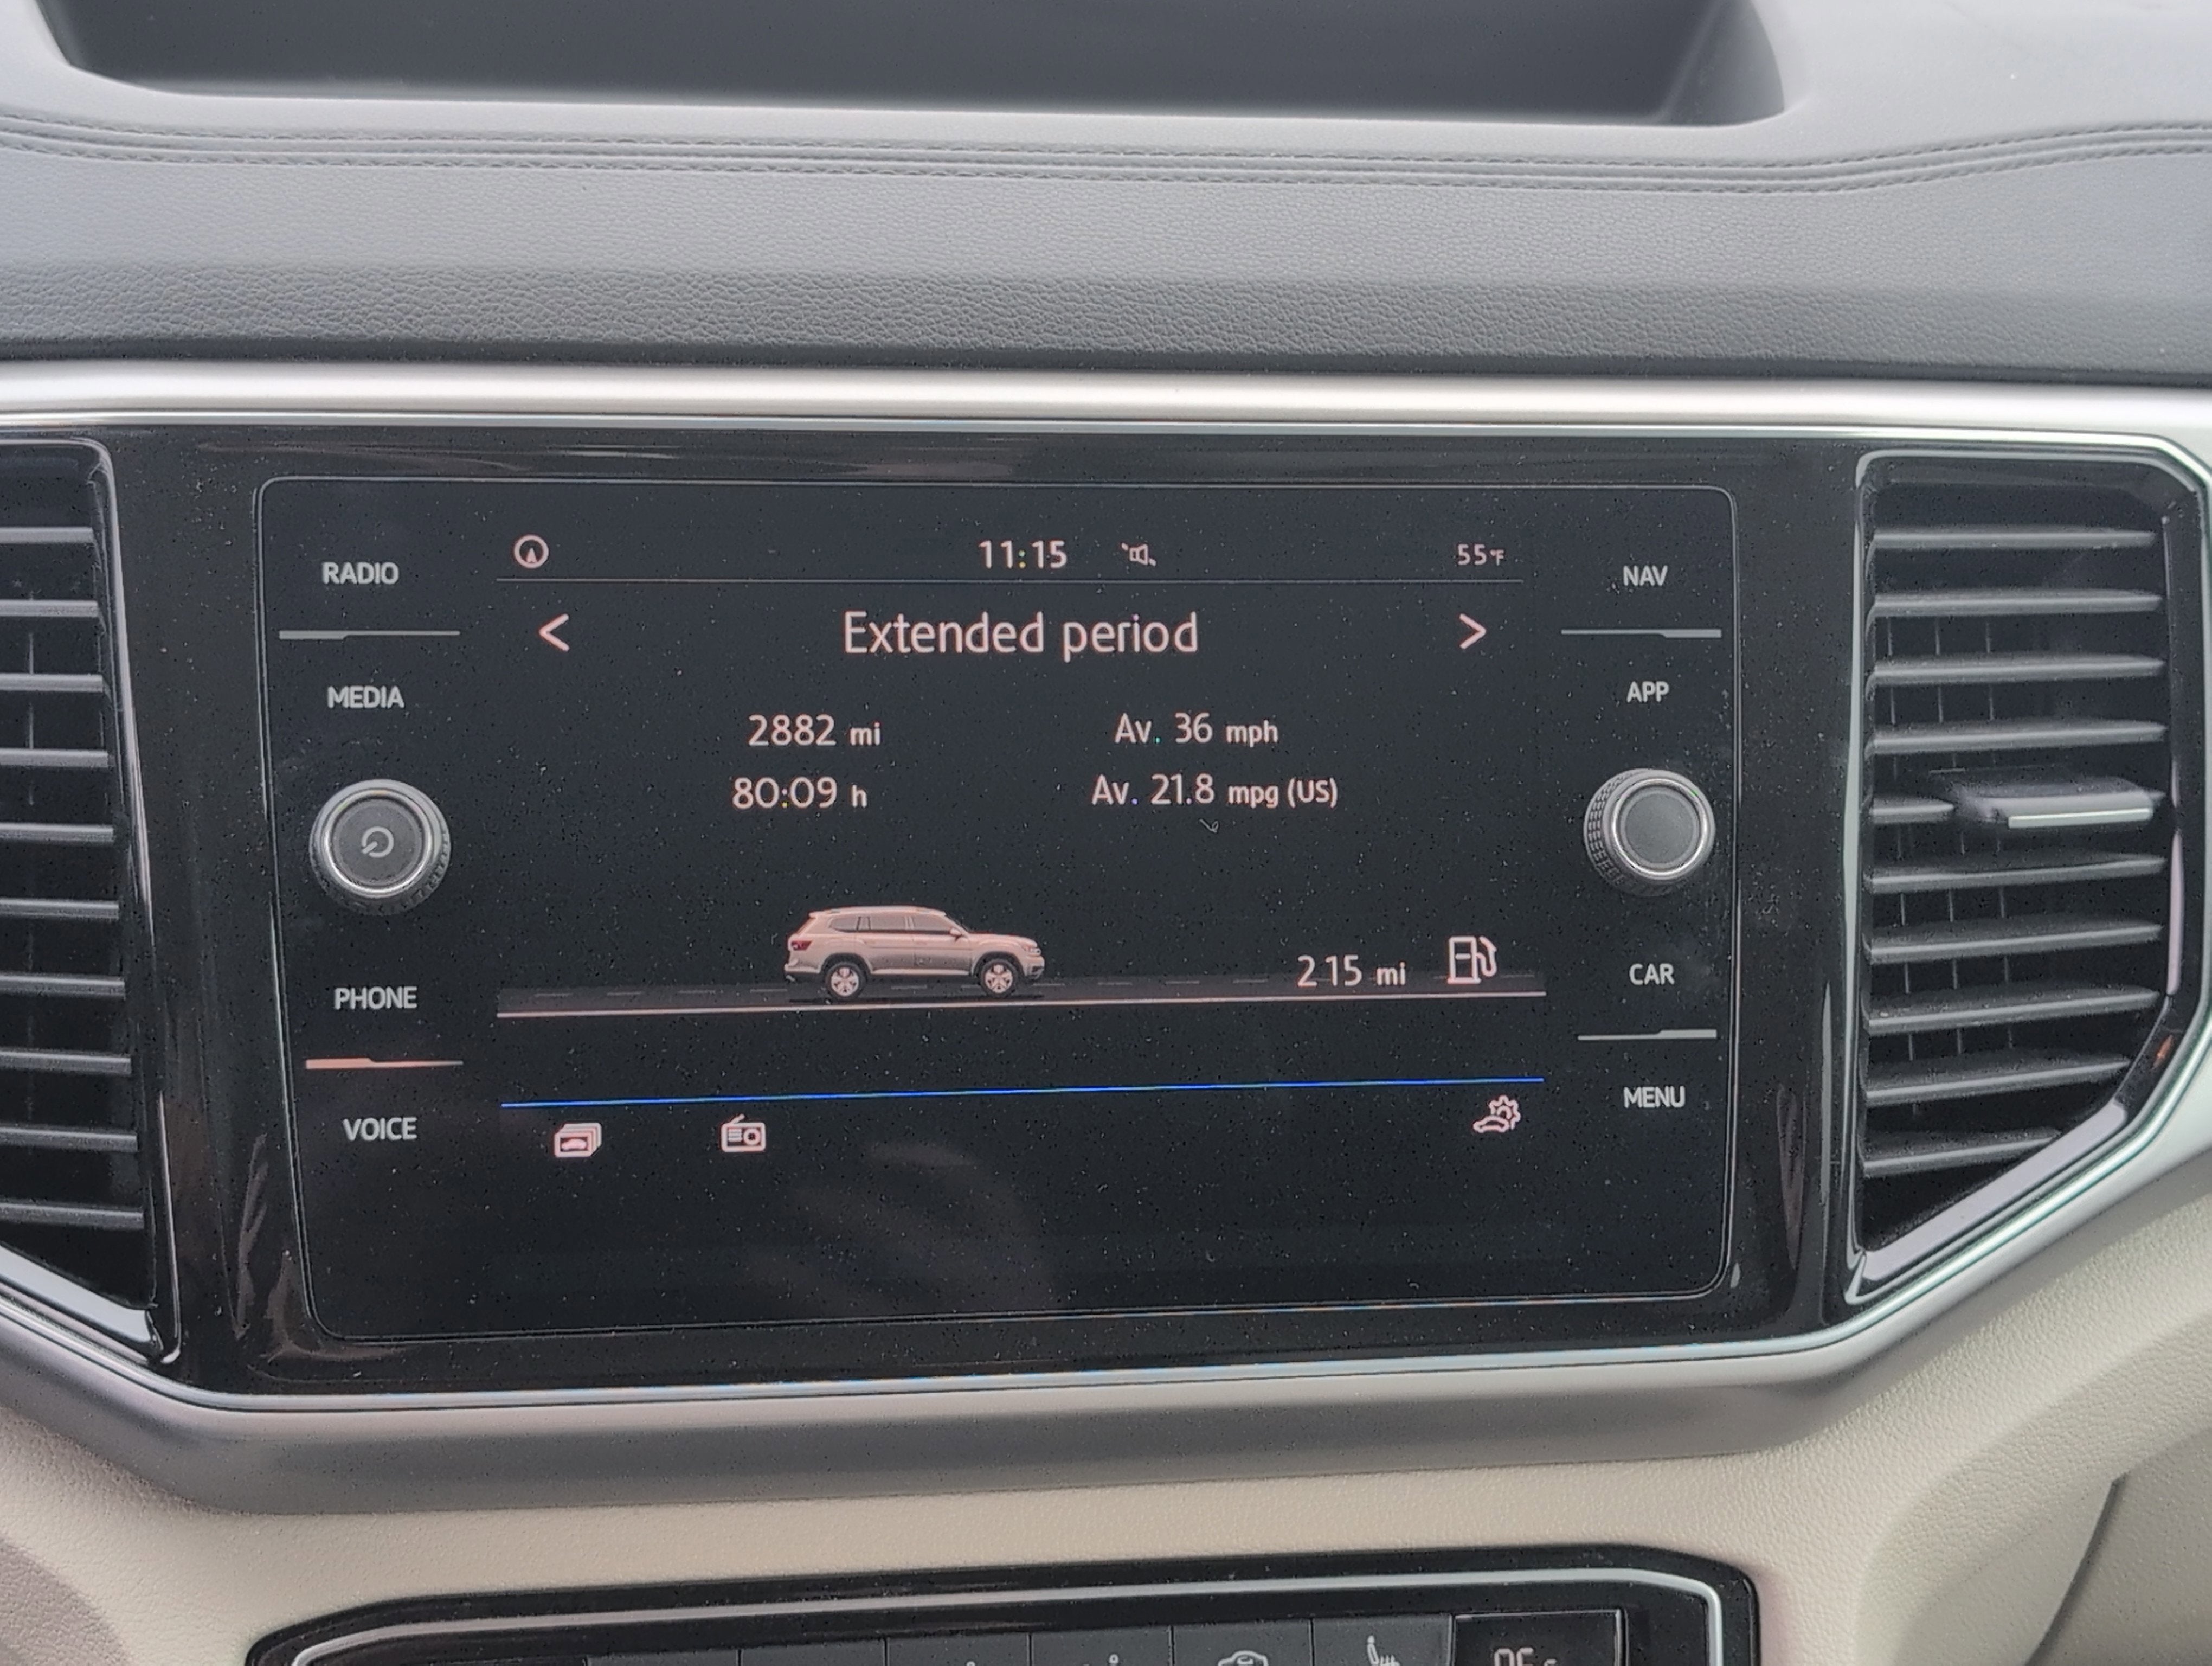 RADIO
MEDIA
PHONE
VOICE
11:15
55°F
< Extended period >
2882 mi
Av. 36 mph
80:09 h
Av. 21.8 mpg (US)
215 mi
NAV
APP
CAR
MENU